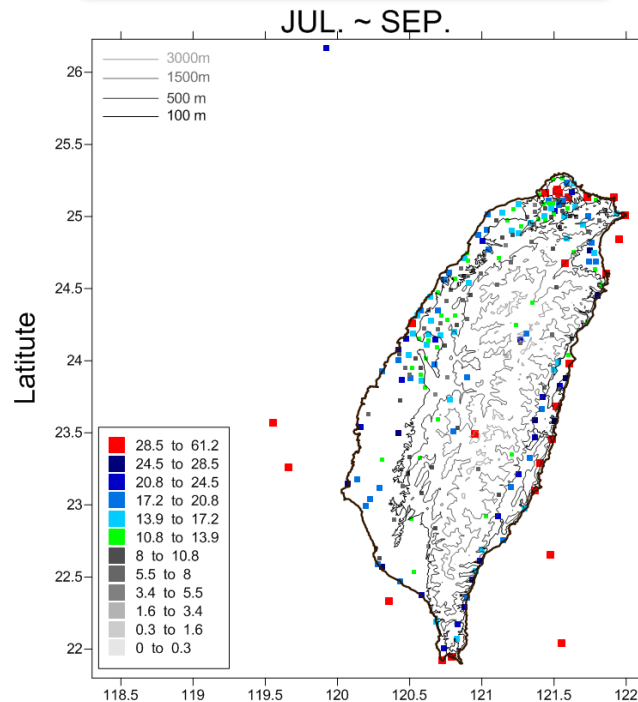 JUL. ~ SEP.
3000m
1500m
500 m
100 m
26
25.5
25
24.5
24
23.5
23
22.5
22
Latitute
28.5 to 61.2
24.5 to 28.5
20.8 to 24.5
17.2 to 20.8
13.9 to 17.2
10.8 to 13.9
8 to 10.8
5.5 to 8
3.4 to 5.5
1.6 to 3.4
0.3 to 1.6
0 to 0.3
118.5 119 119.5 120 120.5 121 121.5 122